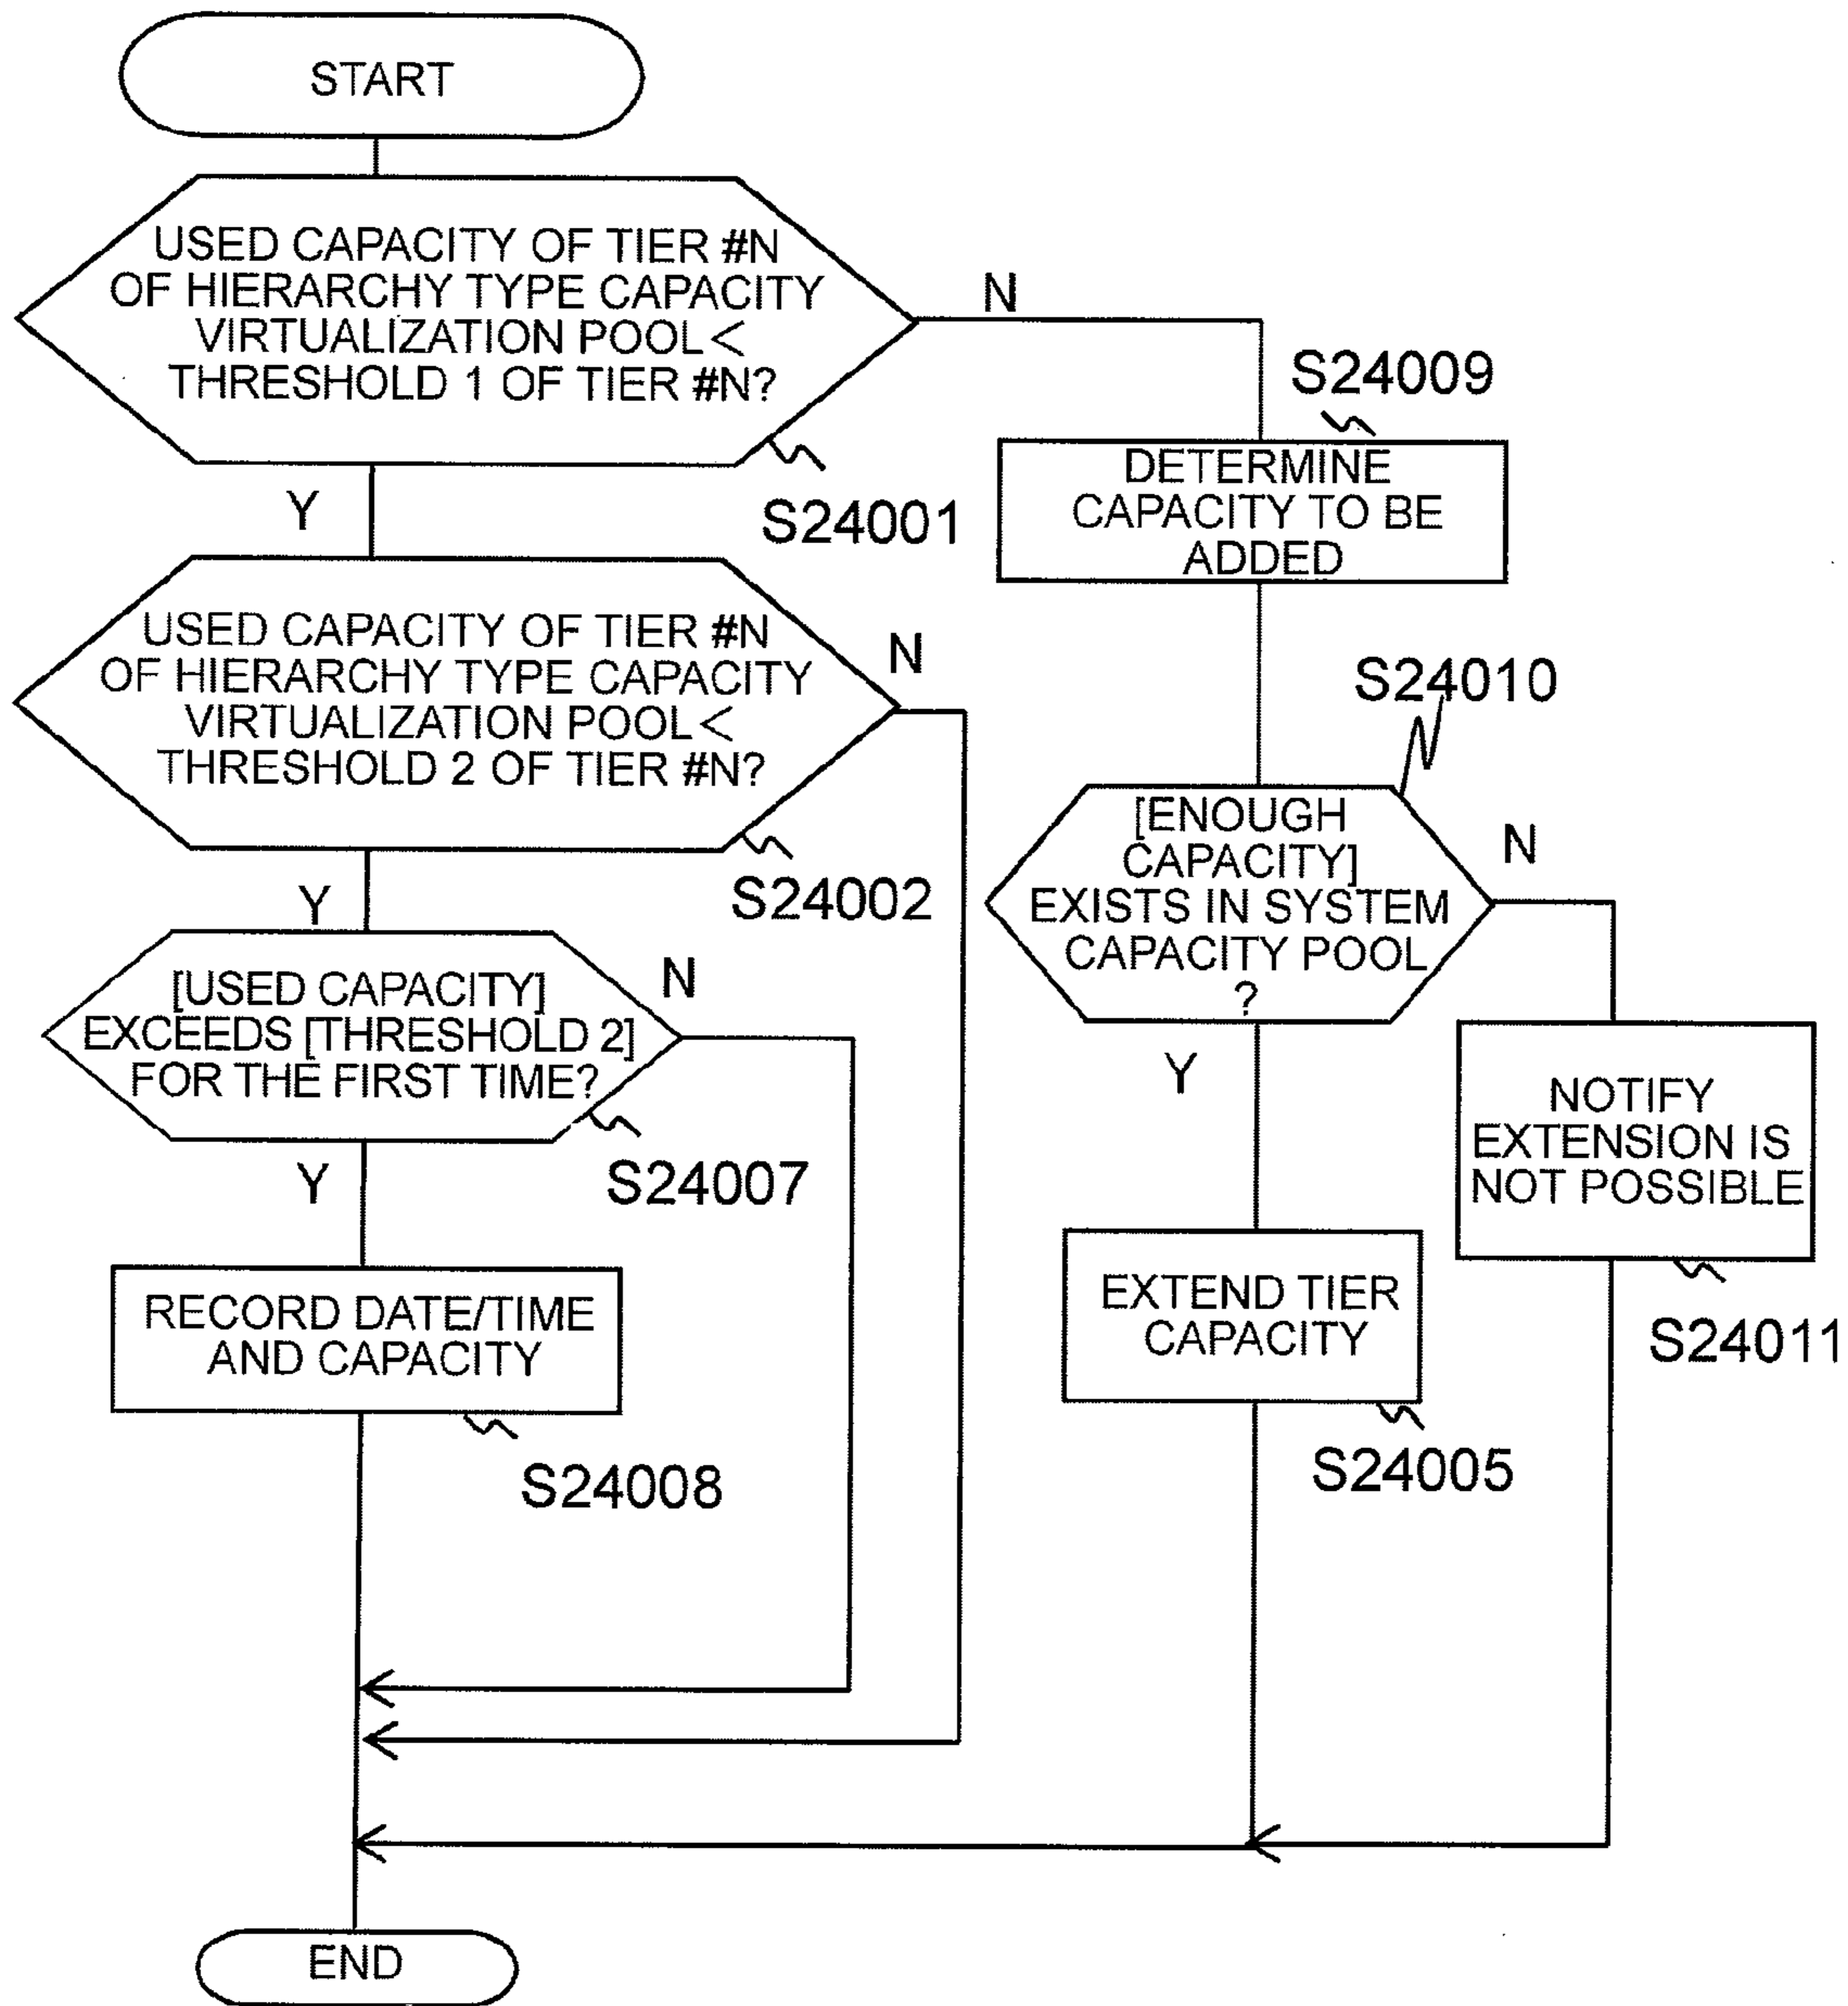 START
USED CAPACITY OF TIER #N
OF HIERARCHY TYPE CAPACITY
VIRTUALIZATION POOL <
THRESHOLD 1 OF TIER #N?
N
S24001
Y
S24009
DETERMINE
CAPACITY TO BE
ADDED
USED CAPACITY OF TIER #N
OF HIERARCHY TYPE CAPACITY
VIRTUALIZATION POOL <
THRESHOLD 2 OF TIER #N?
N
S24002
Y
S24010
[ENOUGH
CAPACITY]
EXISTS IN SYSTEM
CAPACITY POOL
?
N
Y
[USED CAPACITY]
EXCEEDS [THRESHOLD 2]
FOR THE FIRST TIME?
N
S24007
Y
NOTIFY
EXTENSION IS
NOT POSSIBLE
S24011
RECORD DATE/TIME
AND CAPACITY
S24008
EXTEND TIER
CAPACITY
S24005
END